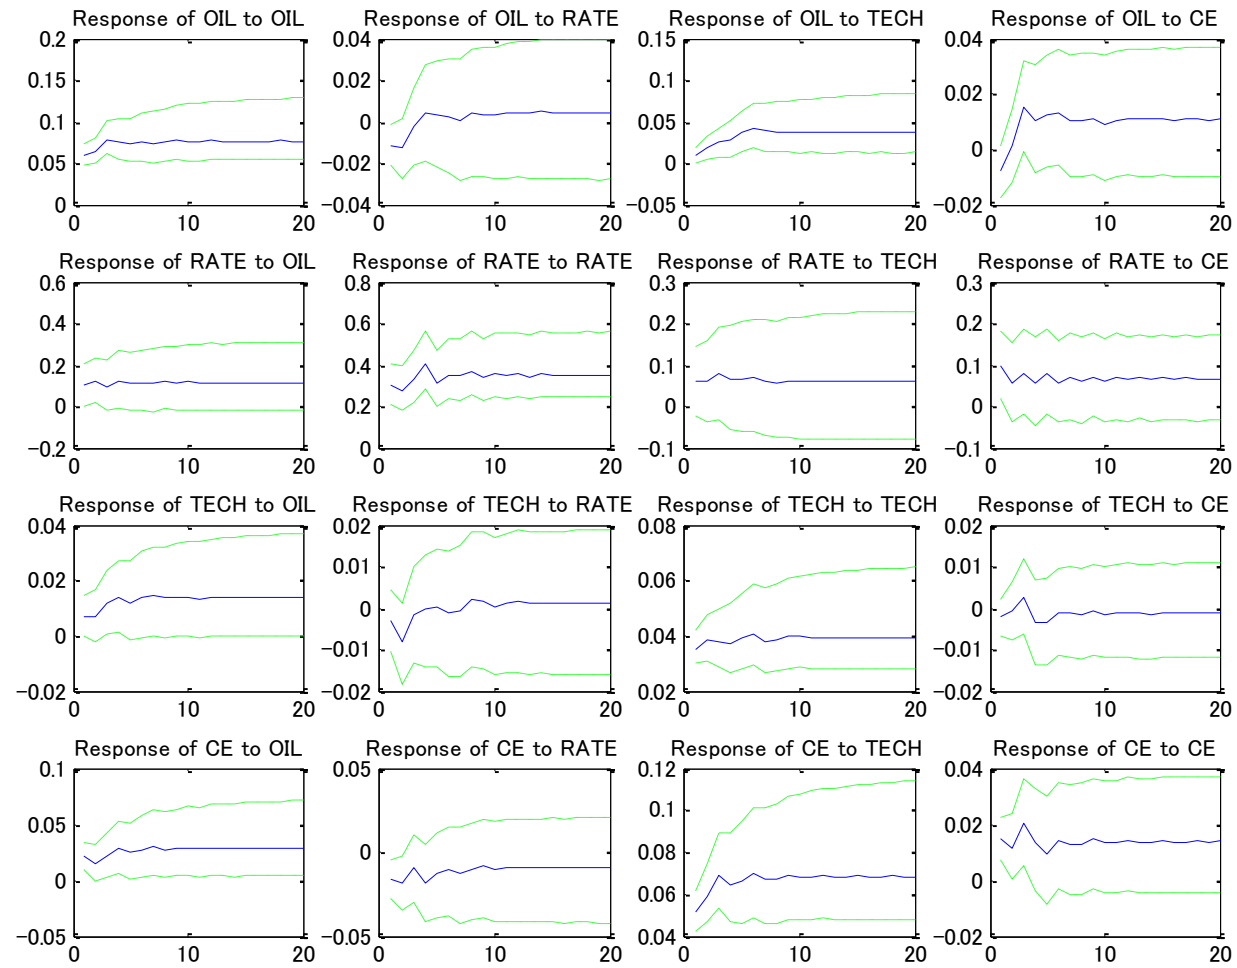 Response of OIL to OIL
Response of OIL to RATE
Response of OIL to TECH
Response of OIL to CE
0.2
0.15
0.1
0.05
0
0 10 20
0.04
0.02
0
−0.02
−0.04
0 10 20
0.15
0.1
0.05
0
−0.05
0 10 20
0.04
0.02
0
−0.02
0 10 20
Response of RATE to OIL
Response of RATE to RATE
Response of RATE to TECH
Response of RATE to CE
0.6
0.4
0.2
0
−0.2
0 10 20
0.8
0.6
0.4
0.2
0
0 10 20
0.3
0.2
0.1
0
−0.1
0 10 20
0.3
0.2
0.1
0
−0.1
0 10 20
Response of TECH to OIL
Response of TECH to RATE
Response of TECH to TECH
Response of TECH to CE
0.04
0.02
0
−0.02
0 10 20
0.02
0.01
0
−0.01
−0.02
0 10 20
0.08
0.06
0.04
0.02
0 10 20
0.02
0.01
0
−0.01
−0.02
0 10 20
Response of CE to OIL
Response of CE to RATE
Response of CE to TECH
Response of CE to CE
0.1
0.05
0
−0.05
0 10 20
0.05
0
−0.05
0 10 20
0.12
0.1
0.08
0.06
0.04
0 10 20
0.04
0.02
0
−0.02
0 10 20